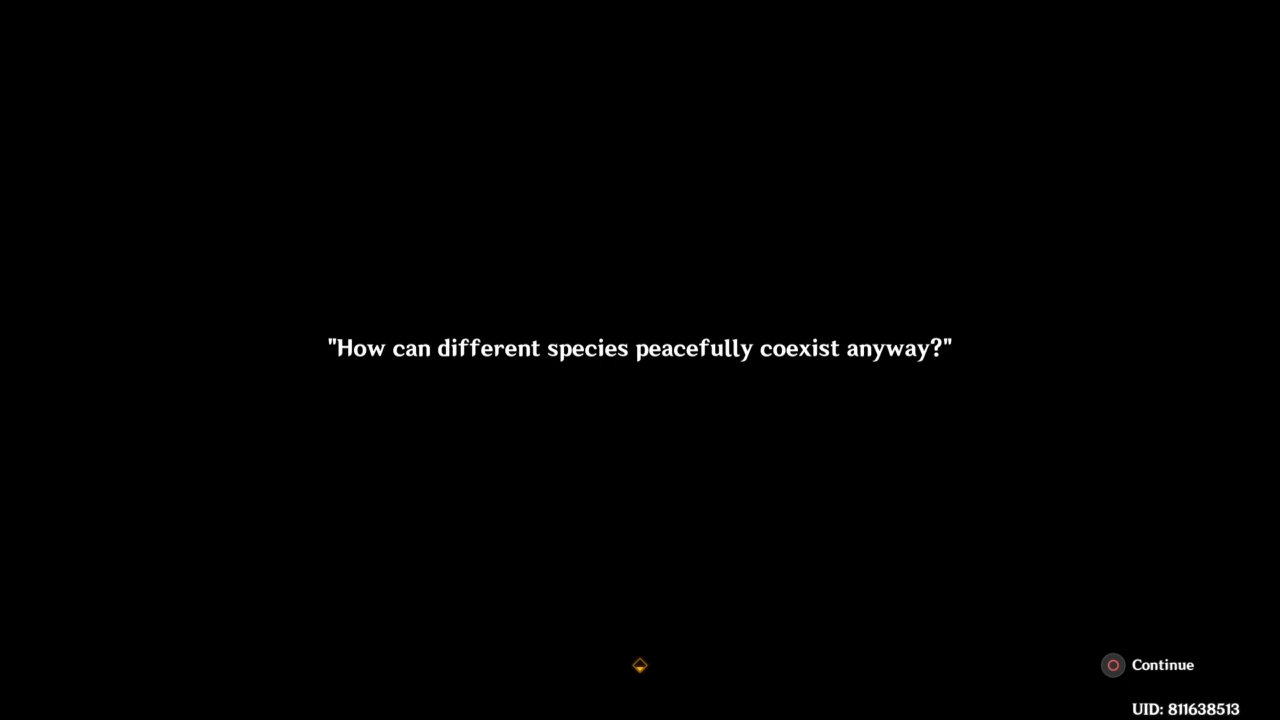 "How can different species peacefully coexist anyway?"
Continue
UID: 811638513